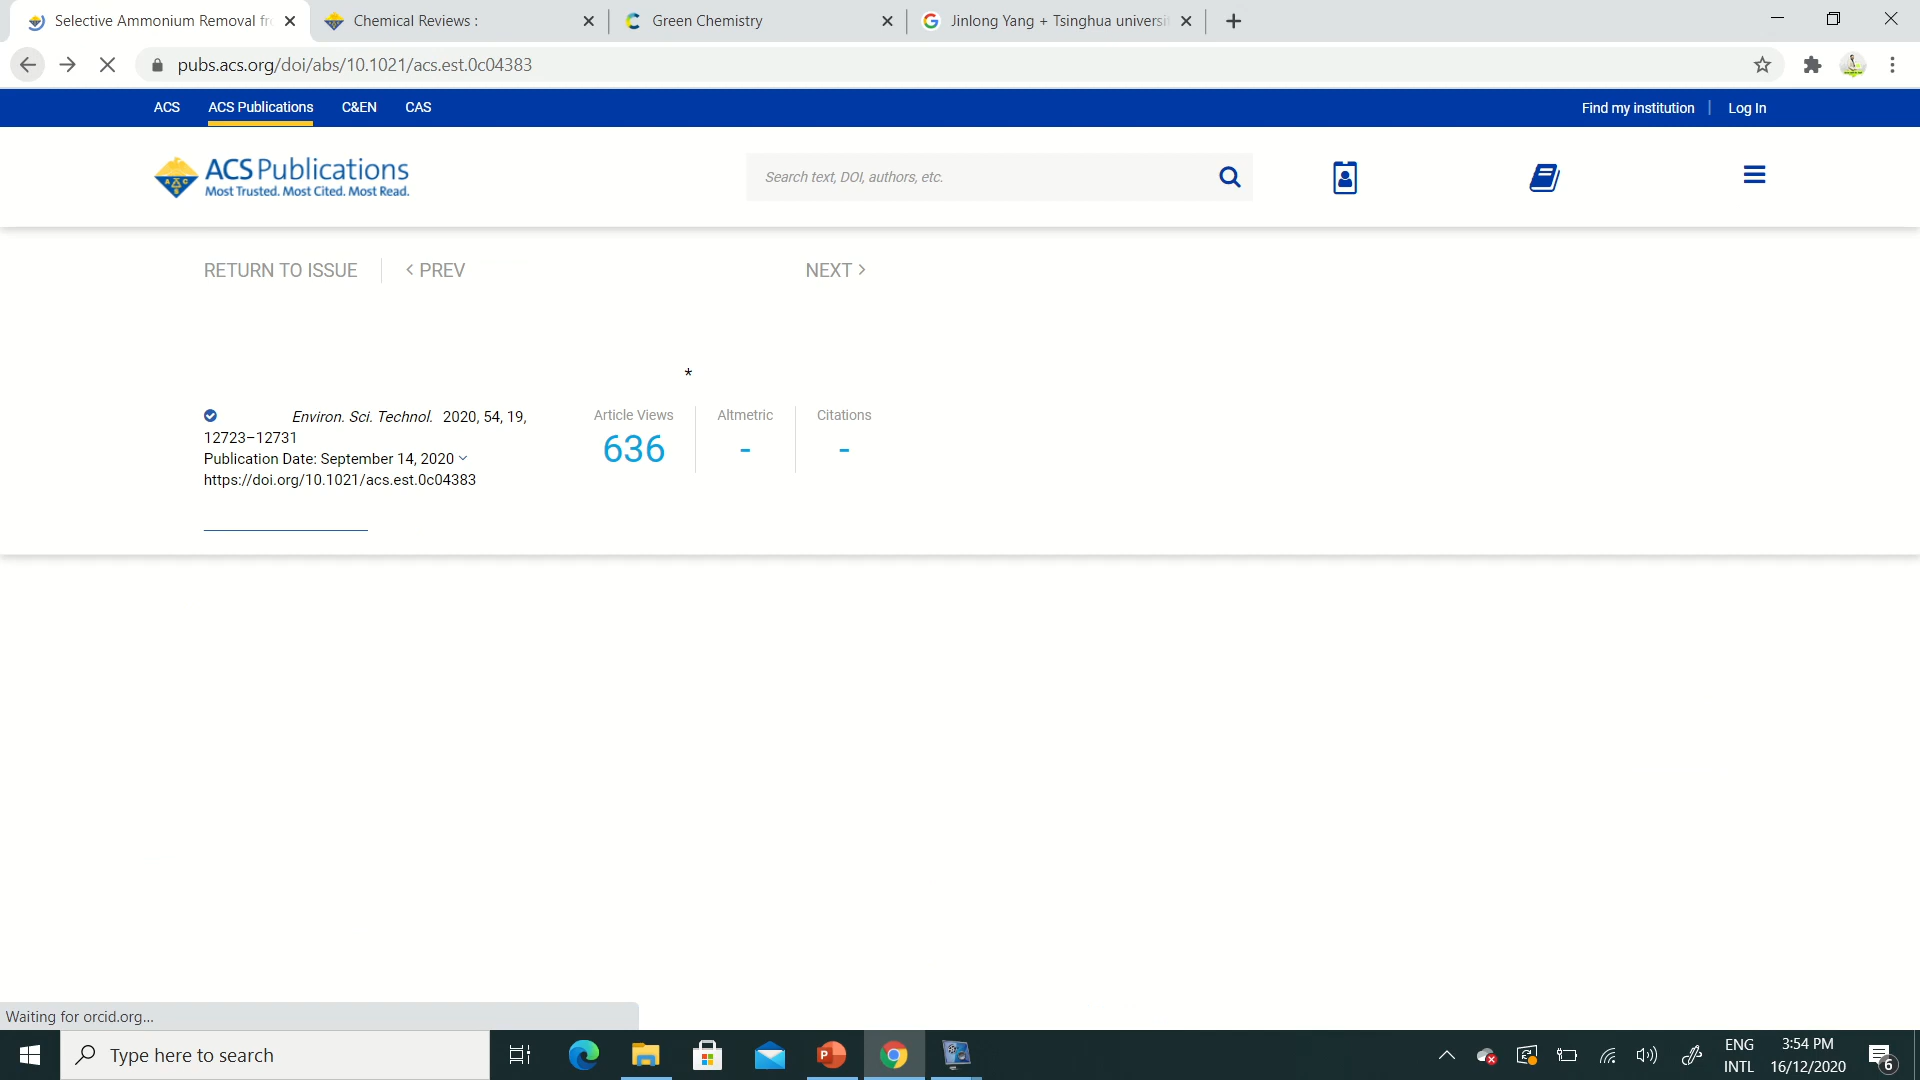 Selective Ammonium Removal fr
Chemical Reviews :
Green Chemistry
Jinlong Yang + Tsinghua universi
pubs.acs.org/doi/abs/10.1021/acs.est.0c04383
ACS
ACS Publications
C&EN
CAS
Find my institution
Log In
ACS Publications
Most Trusted. Most Cited. Most Read.
Search text, DOI, authors, etc.
RETURN TO ISSUE
< PREV
NEXT >
*
Environ. Sci. Technol. 2020, 54, 19,
12723–12731
Publication Date: September 14, 2020
https://doi.org/10.1021/acs.est.0c04383
Article Views
636
Altmetric
-
Citations
-
Waiting for orcid.org...
Type here to search
ENG
INTL
3:54 PM
16/12/2020
6